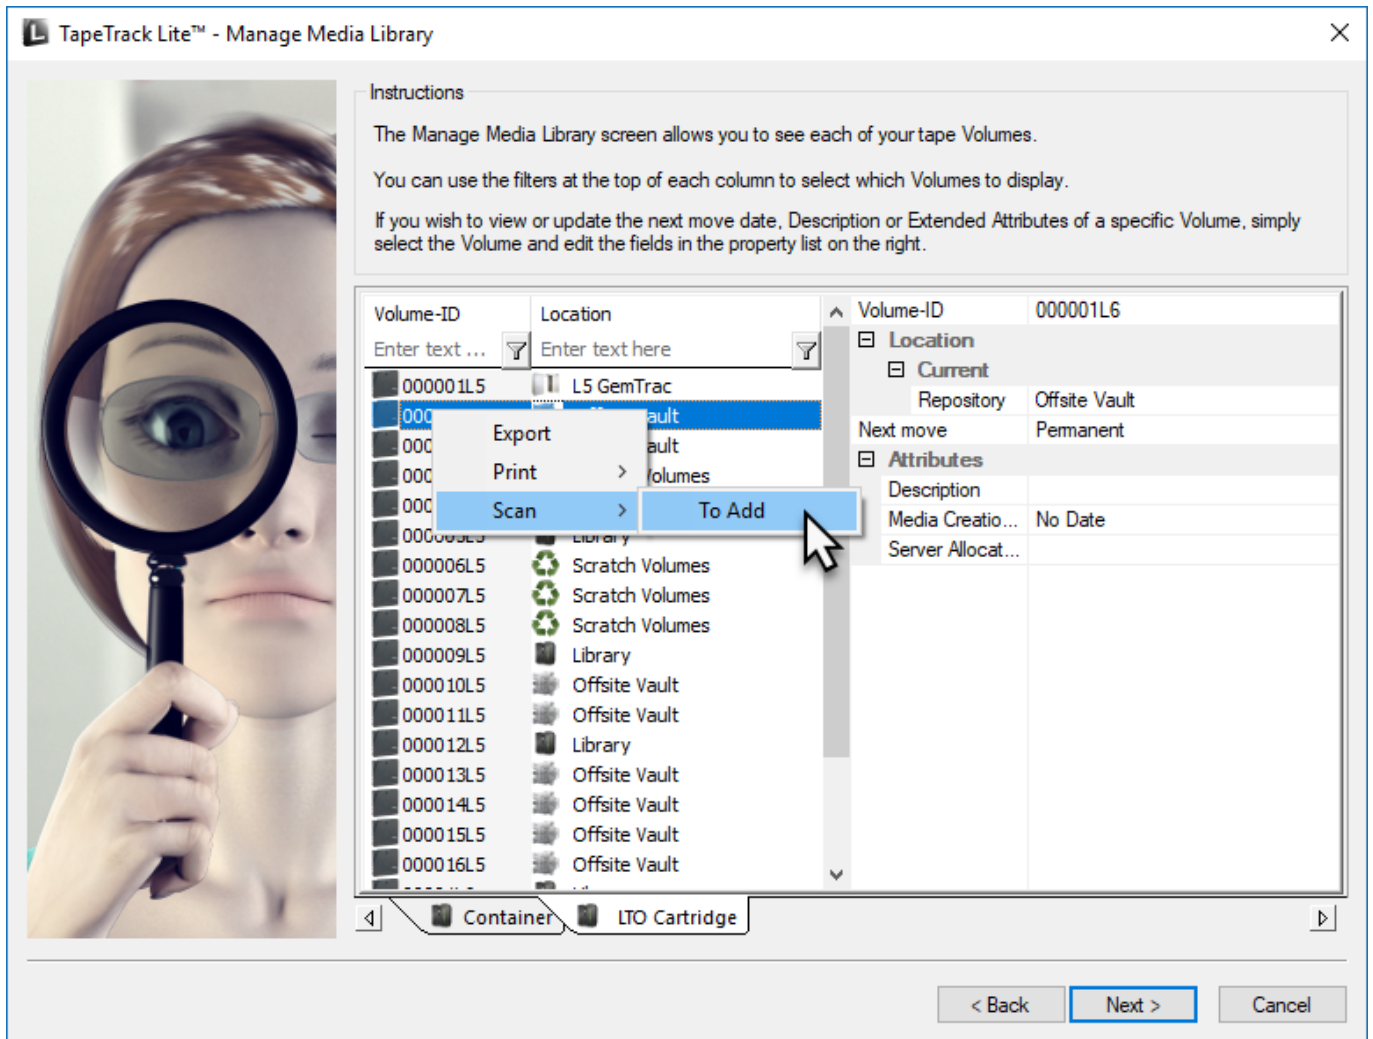 TapeTrack Lite™ - Manage Media Library
Instructions
The Manage Media Library screen allows you to see each of your tape Volumes.
You can use the filters at the top of each column to select which Volumes to display.
If you wish to view or update the next move date, Description or Extended Attributes of a specific Volume, simply
select the Volume and edit the fields in the property list on the right.
Volume-ID Location
Enter text ... Enter text here
000001L5 L5 GemTrac
000
000
000
000
Library
000006L5 Scratch Volumes
000007L5 Scratch Volumes
000008L5 Scratch Volumes
000009L5 Library
000010L5 Offsite Vault
000011L5 Offsite Vault
000012L5 Library
000013L5 Offsite Vault
000014L5 Offsite Vault
000015L5 Offsite Vault
000016L5 Offsite Vault
Export
Print
Scan
To Add
Volume-ID 000001L6
Location
Current
Repository Offsite Vault
Next move Permanent
Attributes
Description
Media Creatio... No Date
Server Allocat...
Container LTO Cartridge
< Back Next > Cancel